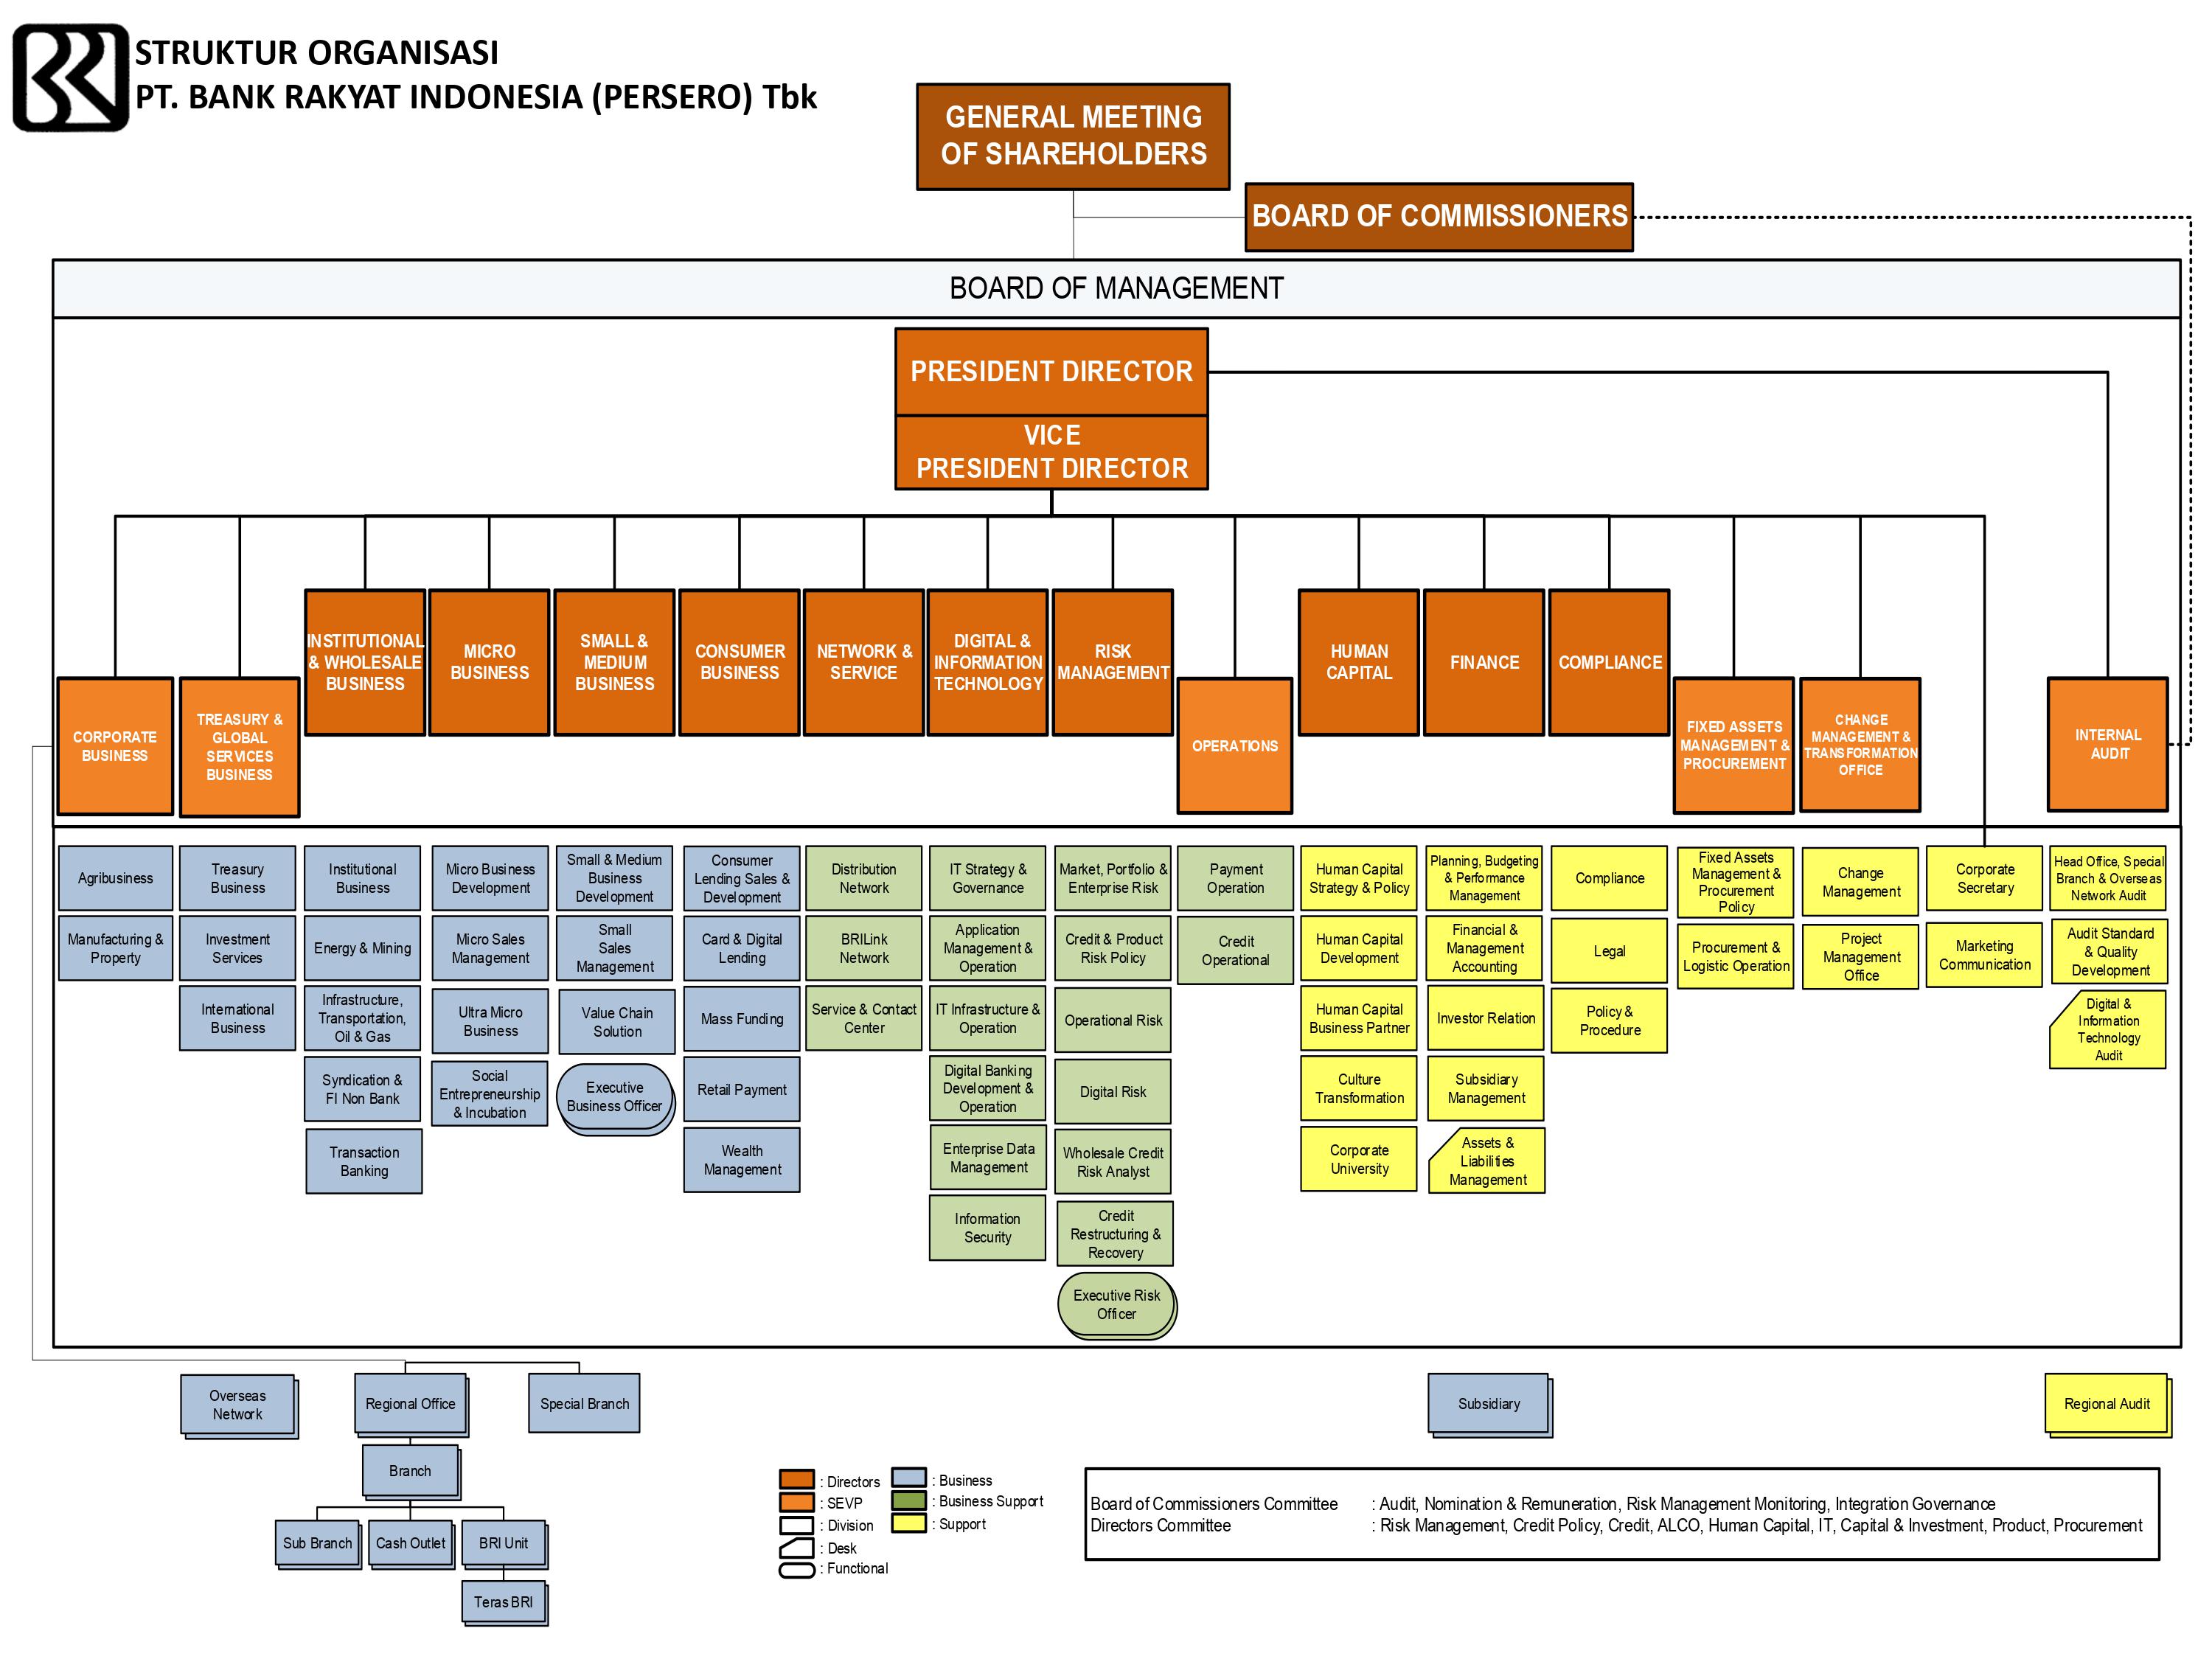 STRUKTUR ORGANISASI
PT. BANK RAKYAT INDONESIA (PERSERO) Tbk
GENERAL MEETING
OF SHAREHOLDERS
BOARD OF COMMISSIONERS
BOARD OF MANAGEMENT
PRESIDENT DIRECTOR
VICE
PRESIDENT DIRECTOR
CORPORATE
BUSINESS
TREASURY &
GLOBAL
SERVICES
BUSINESS
INSTITUTIONAL
& WHOLESALE
BUSINESS
MICRO
BUSINESS
SMALL &
MEDIUM
BUSINESS
CONSUMER
BUSINESS
NETWORK &
SERVICE
DIGITAL &
INFORMATION
TECHNOLOGY
RISK
MANAGEMENT
OPERATIONS
HUMAN
CAPITAL
FINANCE
COMPLIANCE
FIXED ASSETS
MANAGEMENT &
PROCUREMENT
CHANGE
MANAGEMENT &
TRANSFORMATION
OFFICE
INTERNAL
AUDIT
Agribusiness
Manufacturing &
Property
Treasury
Business
Investment
Services
International
Business
Institutional
Business
Energy & Mining
Infrastructure,
Transportation,
Oil & Gas
Syndication &
FI Non Bank
Transaction
Banking
Micro Business
Development
Micro Sales
Management
Ultra Micro
Business
Social
Entrepreneurship
& Incubation
Small & Medium
Business
Development
Small
Sales
Management
Value Chain
Solution
Executive
Business Officer
Consumer
Lending Sales &
Development
Card & Digital
Lending
Mass Funding
Retail Payment
Wealth
Management
Distribution
Network
BRILink
Network
Service & Contact
Center
IT Strategy &
Governance
Application
Management &
Operation
IT Infrastructure &
Operation
Digital Banking
Development &
Operation
Enterprise Data
Management
Information
Security
Market, Portfolio &
Enterprise Risk
Credit & Product
Risk Policy
Operational Risk
Digital Risk
Wholesale Credit
Risk Analyst
Credit
Restructuring &
Recovery
Executive Risk
Officer
Payment
Operation
Credit
Operational
Human Capital
Strategy & Policy
Human Capital
Development
Human Capital
Business Partner
Culture
Transformation
Corporate
University
Planning, Budgeting
& Performance
Management
Financial &
Management
Accounting
Investor Relation
Subsidiary
Management
Assets &
Liabilities
Management
Compliance
Legal
Policy &
Procedure
Fixed Assets
Management &
Procurement
Policy
Procurement &
Logistic Operation
Change
Management
Project
Management
Office
Corporate
Secretary
Marketing
Communication
Head Office, Special
Branch & Overseas
Network Audit
Audit Standard
& Quality
Development
Digital &
Information
Technology
Audit
Overseas
Network
Regional Office
Special Branch
Subsidiary
Regional Audit
Branch
Sub Branch
Cash Outlet
BRI Unit
Teras BRI
: Directors
: SEVP
: Division
: Desk
: Functional
: Business
: Business Support
: Support
Board of Commissioners Committee : Audit, Nomination & Remuneration, Risk Management Monitoring, Integration Governance
Directors Committee : Risk Management, Credit Policy, Credit, ALCO, Human Capital, IT, Capital & Investment, Product, Procurement